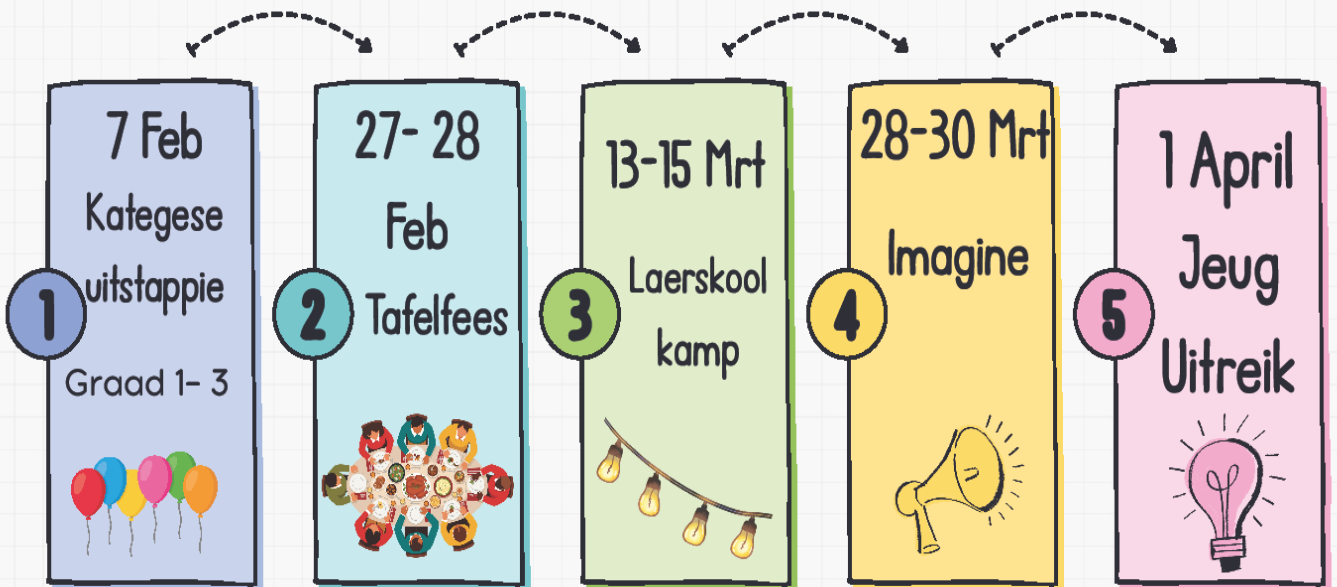 7 Feb
Kategese
uitstappie
Graad 1- 3
1
27- 28
Feb
Tafelfees
2
13-15 Mrt
Laerskool
kamp
3
28-30 Mrt
Imagine
4
1 April
Jeug
Uitreik
5